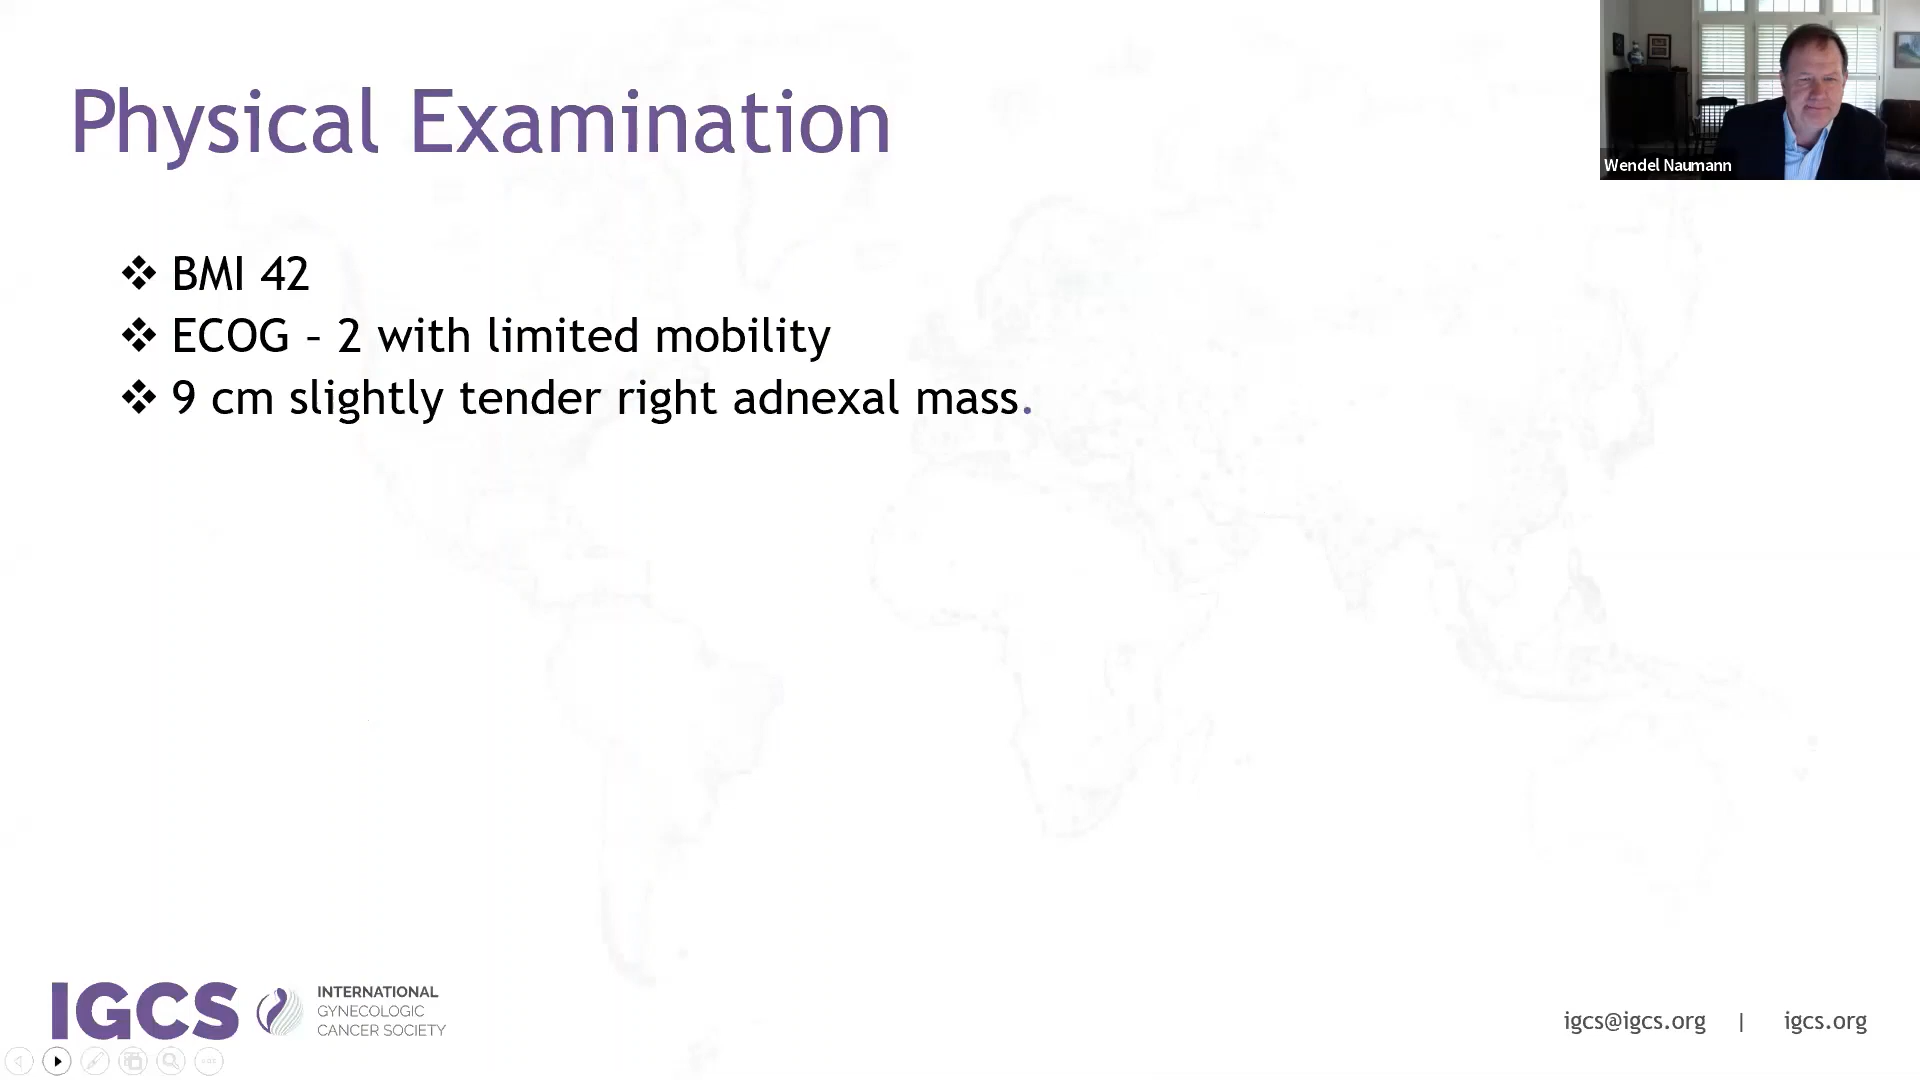 Physical Examination
Wendel Naumann
❖ BMI 42
❖ ECOG – 2 with limited mobility
❖ 9 cm slightly tender right adnexal mass.
IGCS
INTERNATIONAL
GYNECOLOGIC
CANCER SOCIETY
igcs@igcs.org | igcs.org